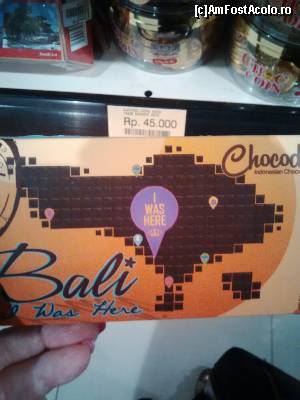 (c)AmFostAcolo.ro
Rp. 45.000
Chocod
Indonesian Choco
I
WAS
HERE
Bali
I Was Here